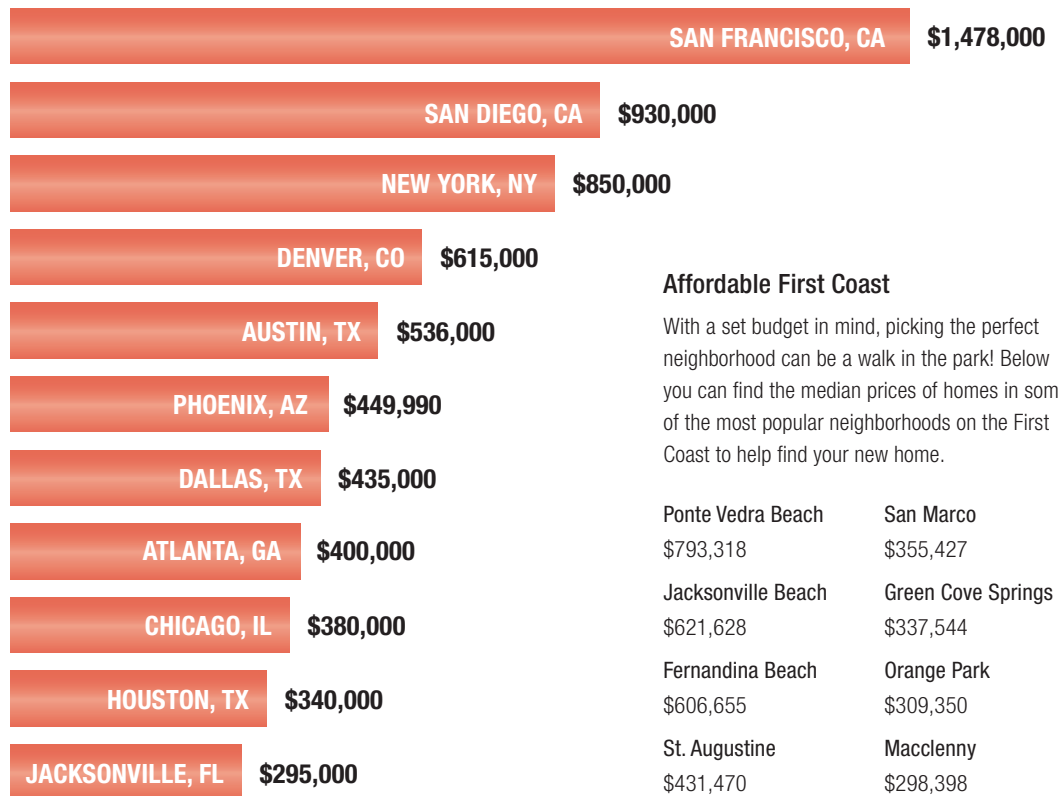 SAN FRANCISCO, CA $1,478,000
SAN DIEGO, CA $930,000
NEW YORK, NY $850,000
DENVER, CO $615,000
AUSTIN, TX $536,000
PHOENIX, AZ $449,990
DALLAS, TX $435,000
ATLANTA, GA $400,000
CHICAGO, IL $380,000
HOUSTON, TX $340,000
JACKSONVILLE, FL $295,000
Affordable First Coast
With a set budget in mind, picking the perfect
neighborhood can be a walk in the park! Below
you can find the median prices of homes in som
of the most popular neighborhoods on the First
Coast to help find your new home.
Ponte Vedra Beach
$793,318
Jacksonville Beach
$621,628
Fernandina Beach
$606,655
St. Augustine
$431,470
San Marco
$355,427
Green Cove Springs
$337,544
Orange Park
$309,350
Macclenny
$298,398